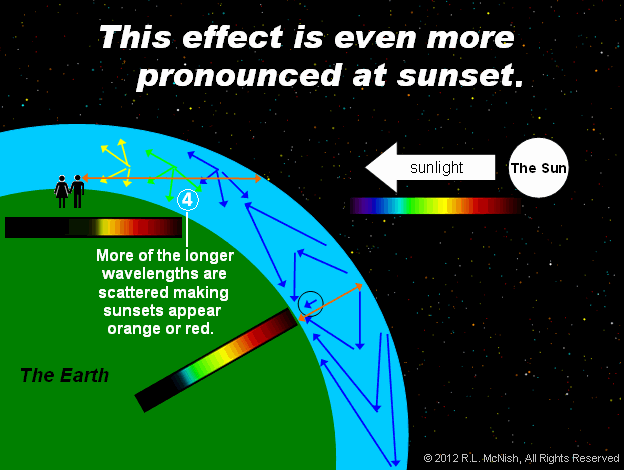 This effect is even more
pronounced at sunset.
sunlight
The Sun
4
More of the longer
wavelengths are
scattered making
sunsets appear
orange or red.
The Earth
© 2012 R.L. McNish, All Rights Reserved